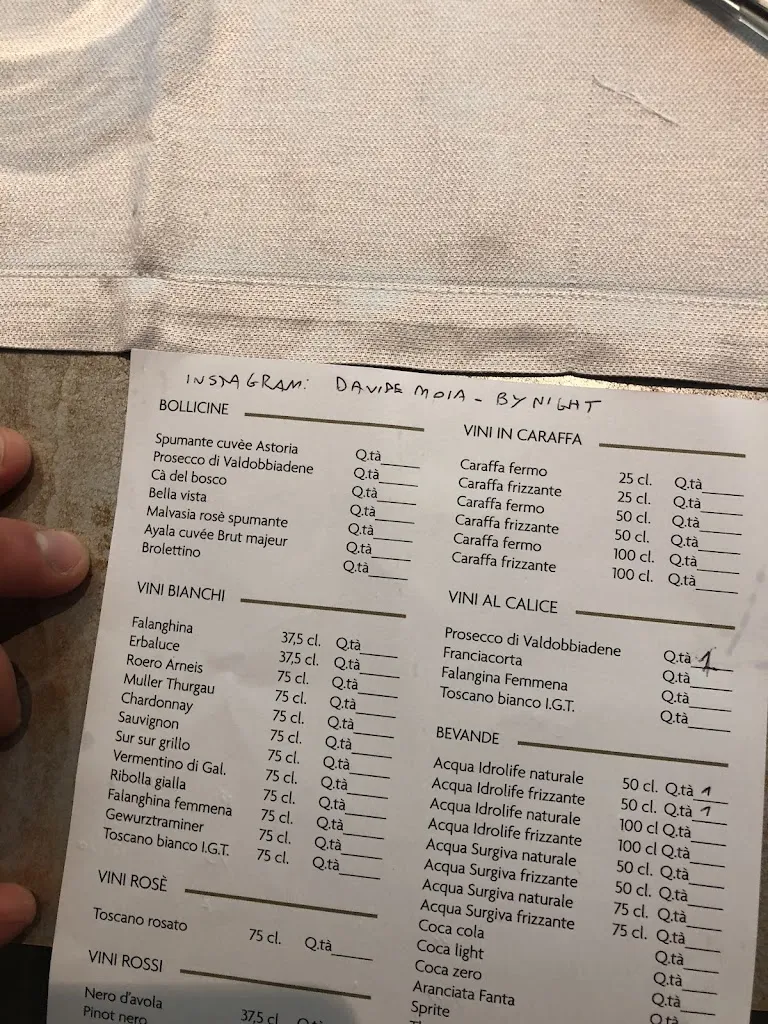 INSTAGRAM: DAVIDE MOIA - BY NIGHT
BOLLICINE
Spumante cuvèe Astoria Q.tà
Prosecco di Valdobbiadene Q.tà
Cà del bosco Q.tà
Bella vista Q.tà
Malvasia rosè spumante Q.tà
Ayala cuvée Brut majeur Q.tà
Brolettino Q.tà
VINI BIANCHI
Falanghina 37,5 cl. Q.tà
Erbaluce 37,5 cl. Q.tà
Roero Arneis 75 cl. Q.tà
Muller Thurgau 75 cl. Q.tà
Chardonnay 75 cl. Q.tà
Sauvignon 75 cl. Q.tà
Sur sur grillo 75 cl. Q.tà
Vermentino di Gal. 75 cl. Q.tà
Ribolla gialla 75 cl. Q.tà
Falanghina femmena 75 cl. Q.tà
Gewurztraminer 75 cl. Q.tà
Toscano bianco I.G.T. 75 cl. Q.tà
VINI ROSÈ
Toscano rosato 75 cl. Q.tà
VINI ROSSI
Nero d'avola 37,5 cl. Q.tà
Pinot nero
VINI IN CARAFFA
Caraffa fermo 25 cl. Q.tà
Caraffa frizzante 25 cl. Q.tà
Caraffa fermo 50 cl. Q.tà
Caraffa frizzante 50 cl. Q.tà
Caraffa fermo 100 cl. Q.tà
Caraffa frizzante 100 cl. Q.tà
VINI AL CALICE
Prosecco di Valdobbiadene Q.tà 1
Franciacorta Q.tà
Falangina Femmena Q.tà
Toscano bianco I.G.T. Q.tà
BEVANDE
Acqua Idrolife naturale 50 cl. Q.tà 1
Acqua Idrolife frizzante 50 cl. Q.tà 1
Acqua Idrolife naturale 100 cl Q.tà
Acqua Idrolife frizzante 100 cl Q.tà
Acqua Surgiva naturale 50 cl. Q.tà
Acqua Surgiva frizzante 50 cl. Q.tà
Acqua Surgiva naturale 75 cl. Q.tà
Acqua Surgiva frizzante 75 cl. Q.tà
Coca cola Q.tà
Coca light Q.tà
Coca zero Q.tà
Aranciata Fanta Q.tà
Sprite